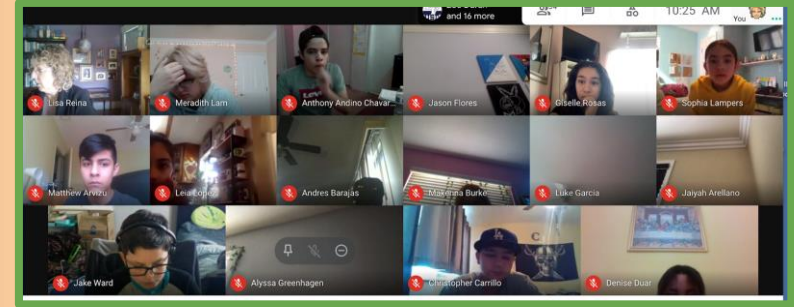 and 16 more
10:25 AM
You
Lisa Reina
Meradith Lam
Anthony Andino Chavar...
Jason Flores
Giselle Rosas
Sophia Lampers
Matthew Arvizu
Leia Lopez
Andres Barajas
Makenna Burke
Luke Garcia
Jaiyah Arellano
Jake Ward
Alyssa Greenhagen
Christopher Carrillo
Denise Duar